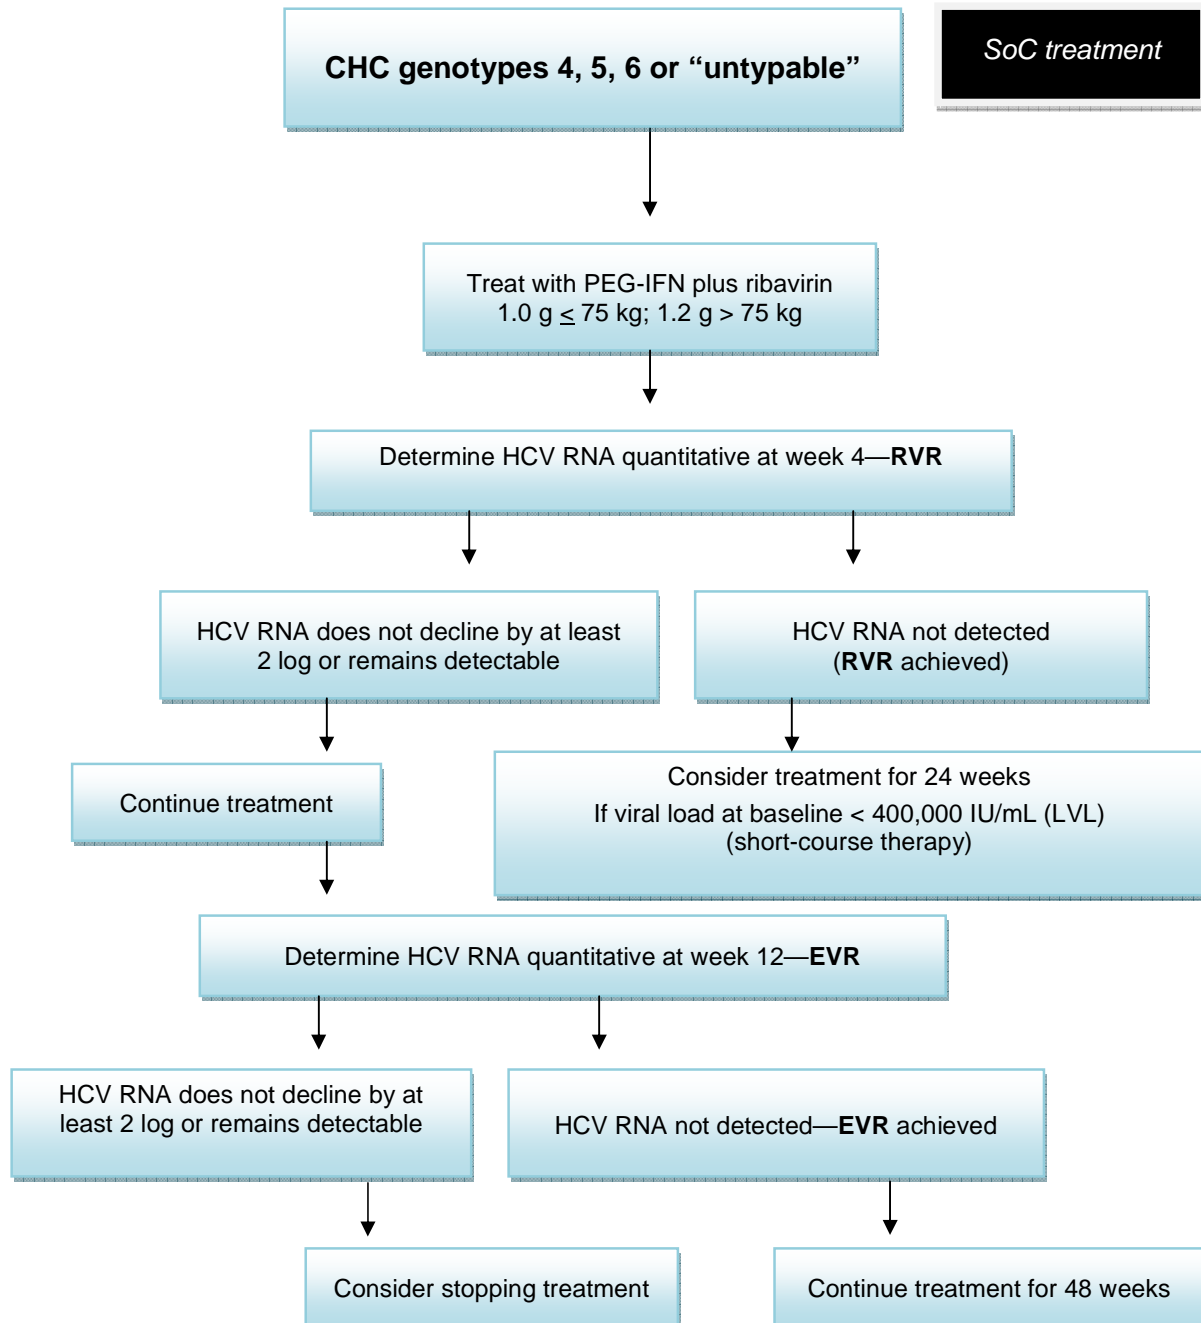 CHC genotypes 4, 5, 6 or “untypable”
SoC treatment
Treat with PEG-IFN plus ribavirin
1.0 g ≤ 75 kg; 1.2 g > 75 kg
Determine HCV RNA quantitative at week 4—RVR
HCV RNA does not decline by at least
2 log or remains detectable
HCV RNA not detected
(RVR achieved)
Continue treatment
Consider treatment for 24 weeks
If viral load at baseline < 400,000 IU/mL (LVL)
(short-course therapy)
Determine HCV RNA quantitative at week 12—EVR
HCV RNA does not decline by at
least 2 log or remains detectable
HCV RNA not detected—EVR achieved
Consider stopping treatment
Continue treatment for 48 weeks